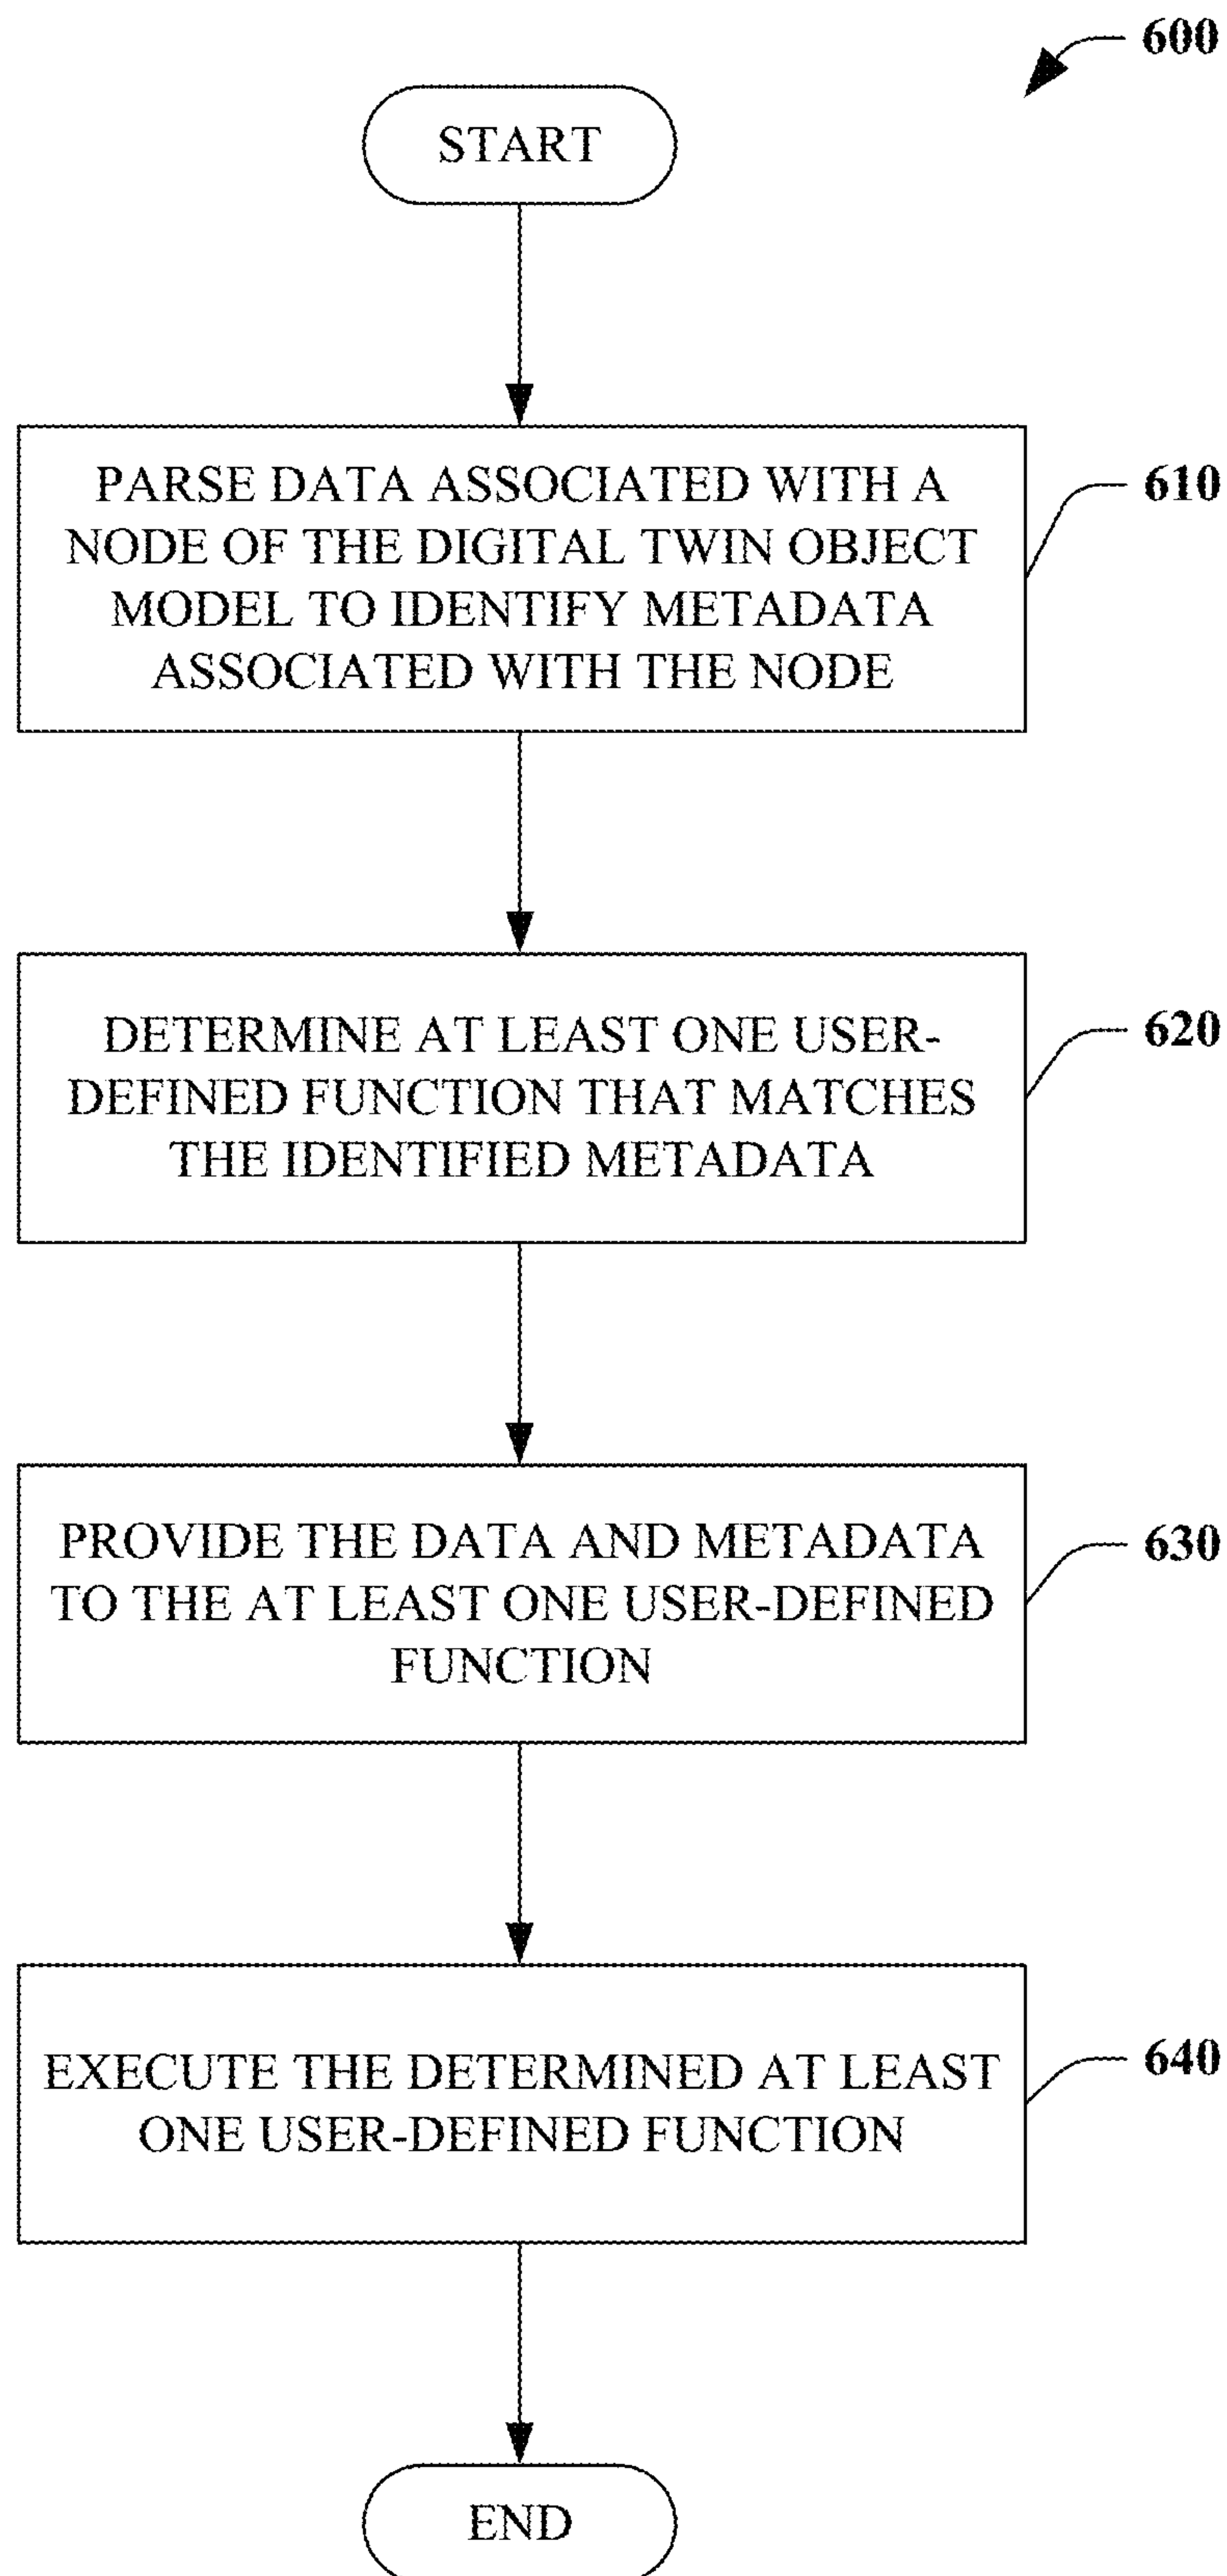 600
START
PARSE DATA ASSOCIATED WITH A
NODE OF THE DIGITAL TWIN OBJECT
MODEL TO IDENTIFY METADATA
ASSOCIATED WITH THE NODE
610
DETERMINE AT LEAST ONE USER-
DEFINED FUNCTION THAT MATCHES
THE IDENTIFIED METADATA
620
PROVIDE THE DATA AND METADATA
TO THE AT LEAST ONE USER-DEFINED
FUNCTION
630
EXECUTE THE DETERMINED AT LEAST
ONE USER-DEFINED FUNCTION
640
END